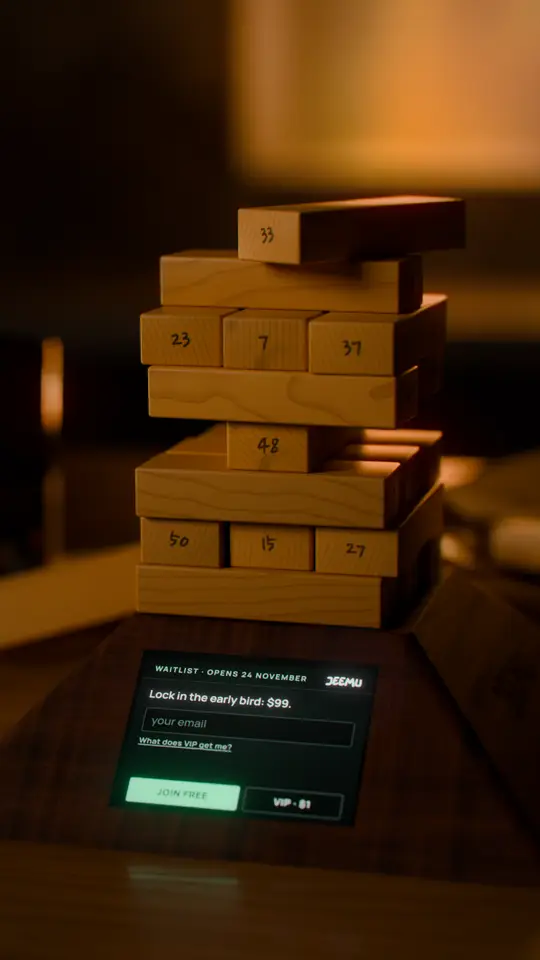 33
23 7 37
48
50 15 27
WAITLIST · OPENS 24 NOVEMBER JEEMU
Lock in the early bird: $99.
your email
What does VIP get me?
JOIN FREE VIP · $1